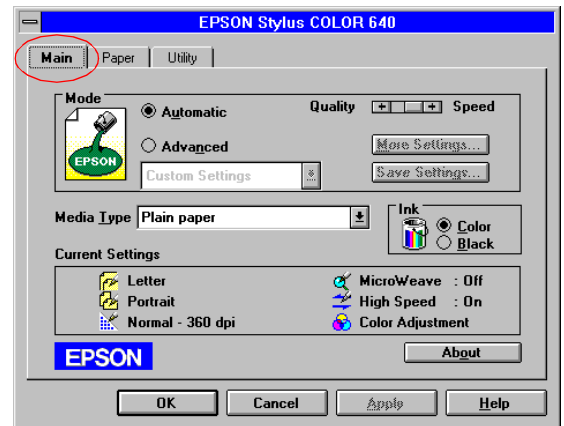 EPSON Stylus COLOR 640
Main Paper Utility
Mode
EPSON
Automatic
Quality + + Speed
Advanced
More Settings...
Custom Settings
Save Settings...
Media Type Plain paper
Ink
Color
Black
Current Settings
Letter
MicroWeave : Off
Portrait
High Speed : On
Normal - 360 dpi
Color Adjustment
EPSON
About
OK Cancel Apply Help